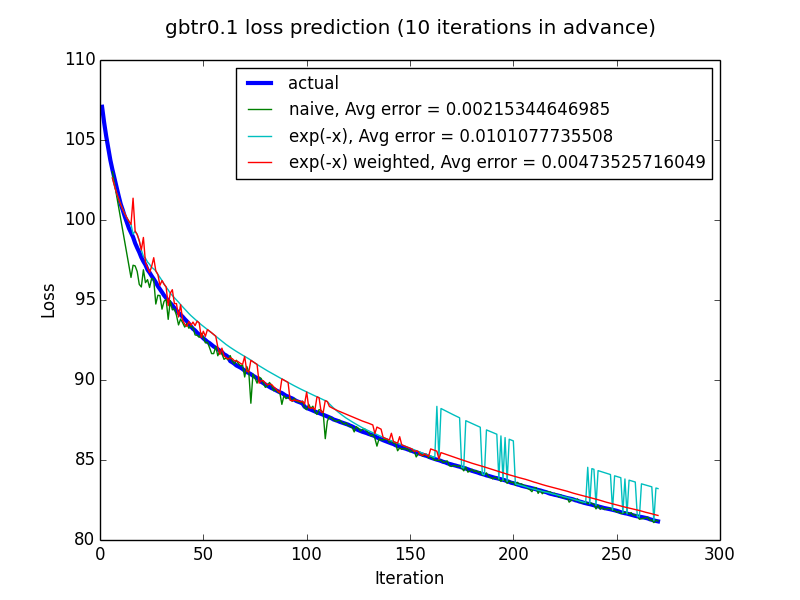 gbtr0.1 loss prediction (10 iterations in advance)
110
105
100
95
90
85
80
Loss
actual
naive, Avg error = 0.00215344646985
exp(-x), Avg error = 0.0101077735508
exp(-x) weighted, Avg error = 0.00473525716049
0 50 100 150 200 250 300
Iteration